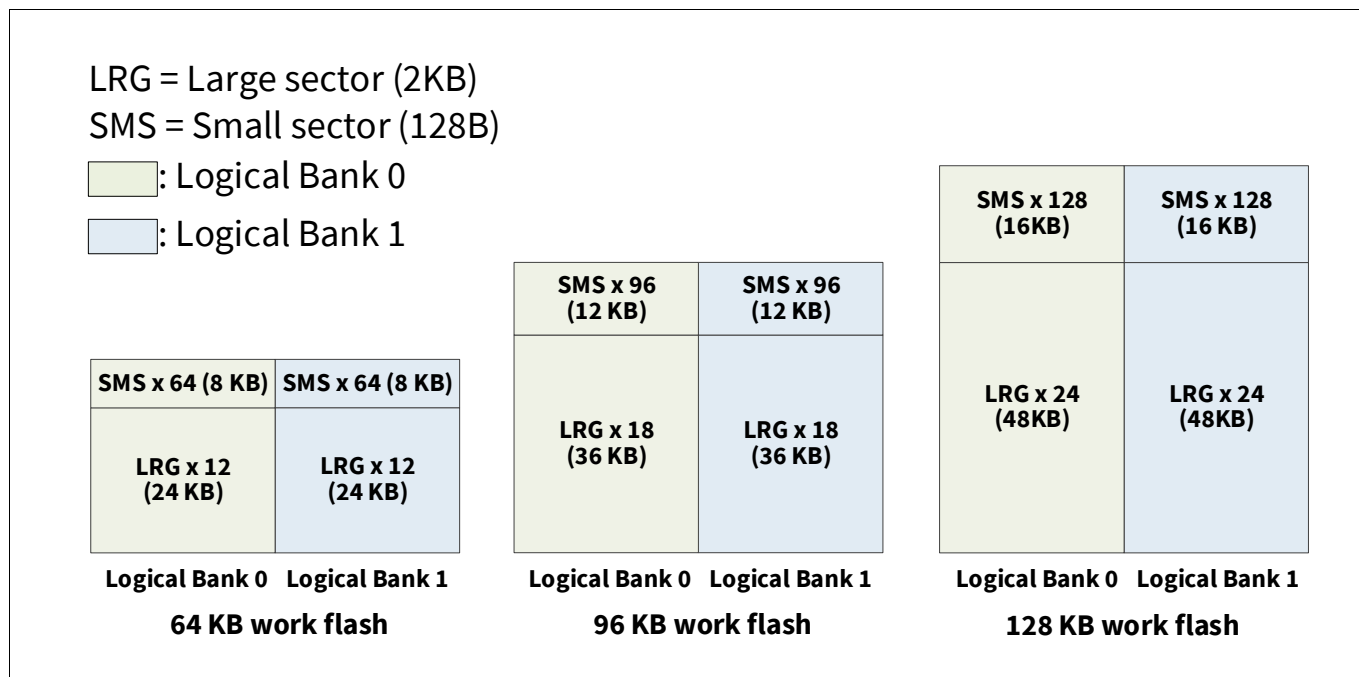 LRG = Large sector (2KB)
SMS = Small sector (128B)
: Logical Bank 0
: Logical Bank 1
SMS x 64 (8 KB)
SMS x 64 (8 KB)
LRG x 12
(24 KB)
LRG x 12
(24 KB)
Logical Bank 0
Logical Bank 1
64 KB work flash
SMS x 96
(12 KB)
SMS x 96
(12 KB)
LRG x 18
(36 KB)
LRG x 18
(36 KB)
Logical Bank 0
Logical Bank 1
96 KB work flash
SMS x 128
(16KB)
SMS x 128
(16 KB)
LRG x 24
(48KB)
LRG x 24
(48KB)
Logical Bank 0
Logical Bank 1
128 KB work flash